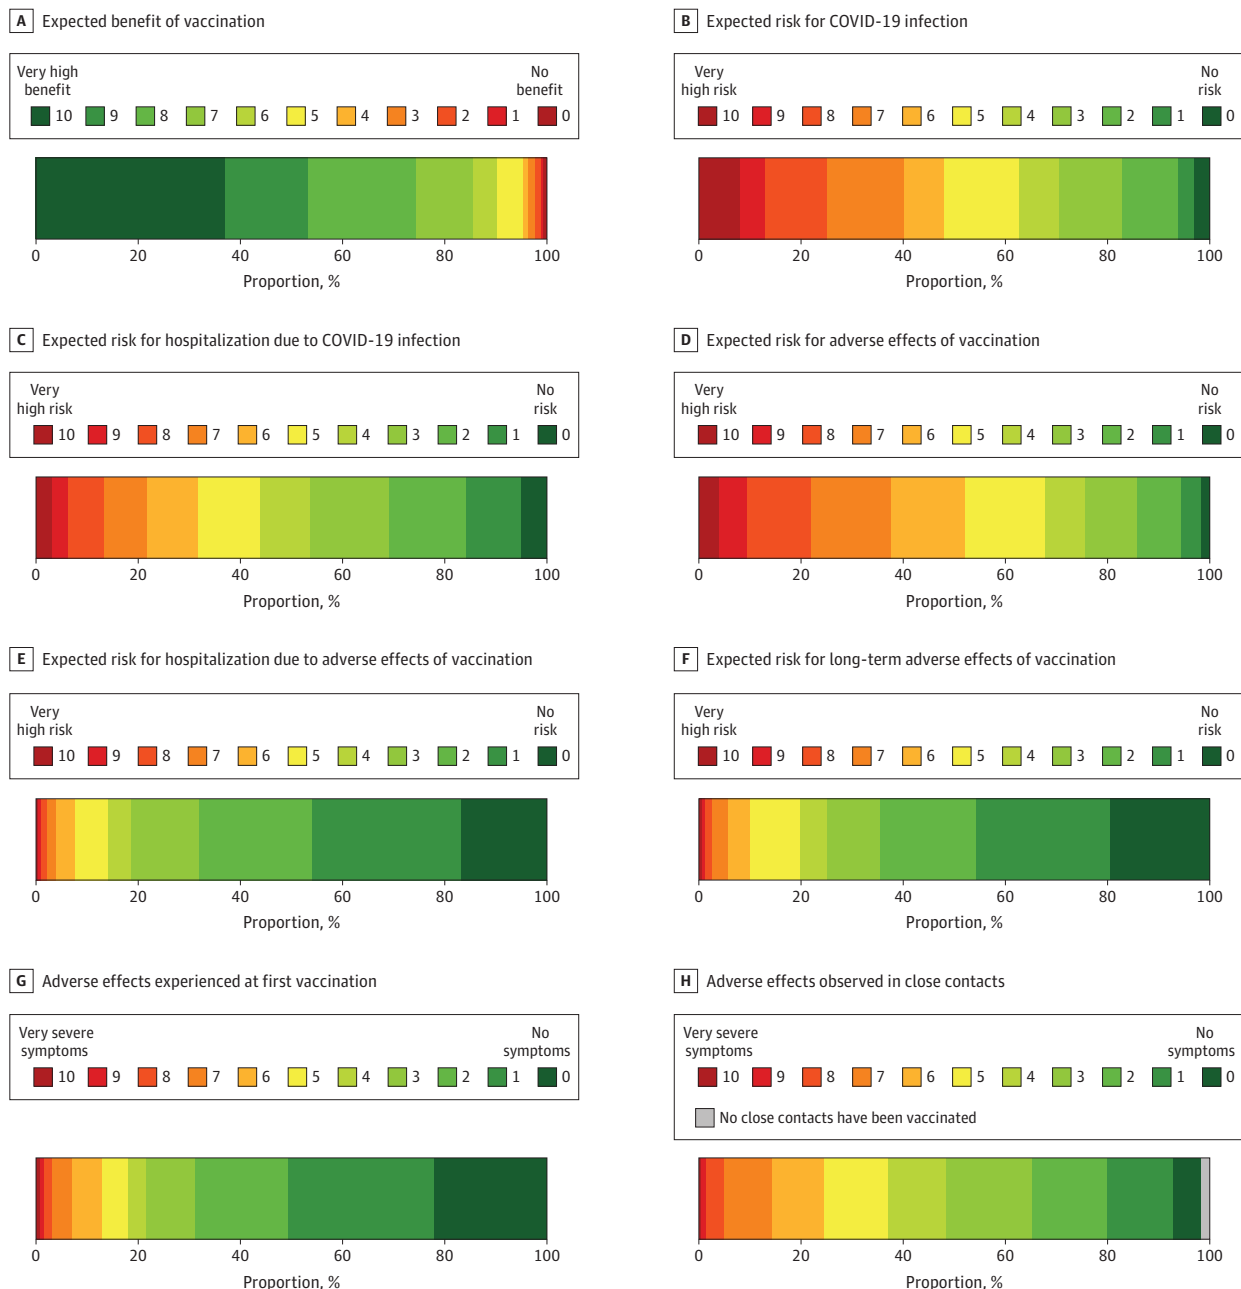 A Expected benefit of vaccination
Very high
benefit
No
benefit
10 9 8 7 6 5 4 3 2 1 0
0 20 40 60 80 100
Proportion, %
B Expected risk for COVID-19 infection
Very
high risk
No
risk
10 9 8 7 6 5 4 3 2 1 0
0 20 40 60 80 100
Proportion, %
C Expected risk for hospitalization due to COVID-19 infection
Very
high risk
No
risk
10 9 8 7 6 5 4 3 2 1 0
0 20 40 60 80 100
Proportion, %
D Expected risk for adverse effects of vaccination
Very
high risk
No
risk
10 9 8 7 6 5 4 3 2 1 0
0 20 40 60 80 100
Proportion, %
E Expected risk for hospitalization due to adverse effects of vaccination
Very
high risk
No
risk
10 9 8 7 6 5 4 3 2 1 0
0 20 40 60 80 100
Proportion, %
F Expected risk for long-term adverse effects of vaccination
Very
high risk
No
risk
10 9 8 7 6 5 4 3 2 1 0
0 20 40 60 80 100
Proportion, %
G Adverse effects experienced at first vaccination
Very severe
symptoms
No
symptoms
10 9 8 7 6 5 4 3 2 1 0
0 20 40 60 80 100
Proportion, %
H Adverse effects observed in close contacts
Very severe
symptoms
No
symptoms
10 9 8 7 6 5 4 3 2 1 0
No close contacts have been vaccinated
0 20 40 60 80 100
Proportion, %